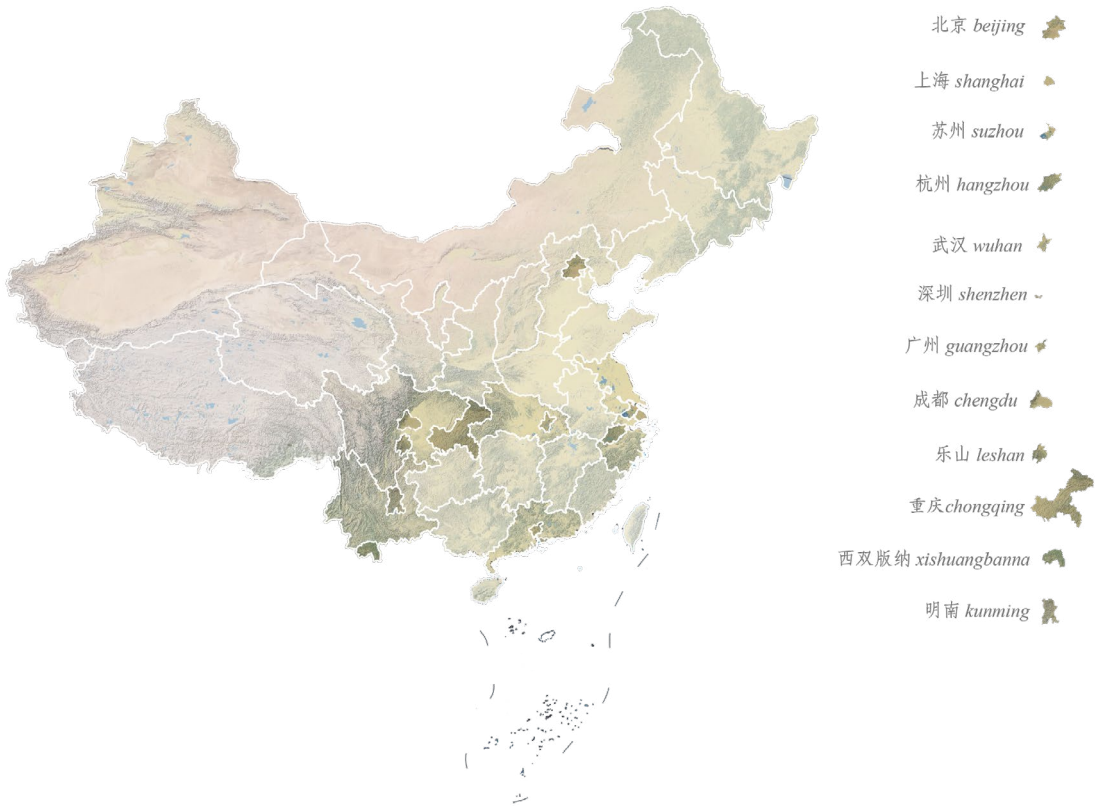 北京 beijing
上海 shanghai
苏州 suzhou
杭州 hangzhou
武汉 wuhan
深圳 shenzhen
广州 guangzhou
成都 chengdu
乐山 leshan
重庆chongqing
西双版纳 xishuangbanna
明南 kunming